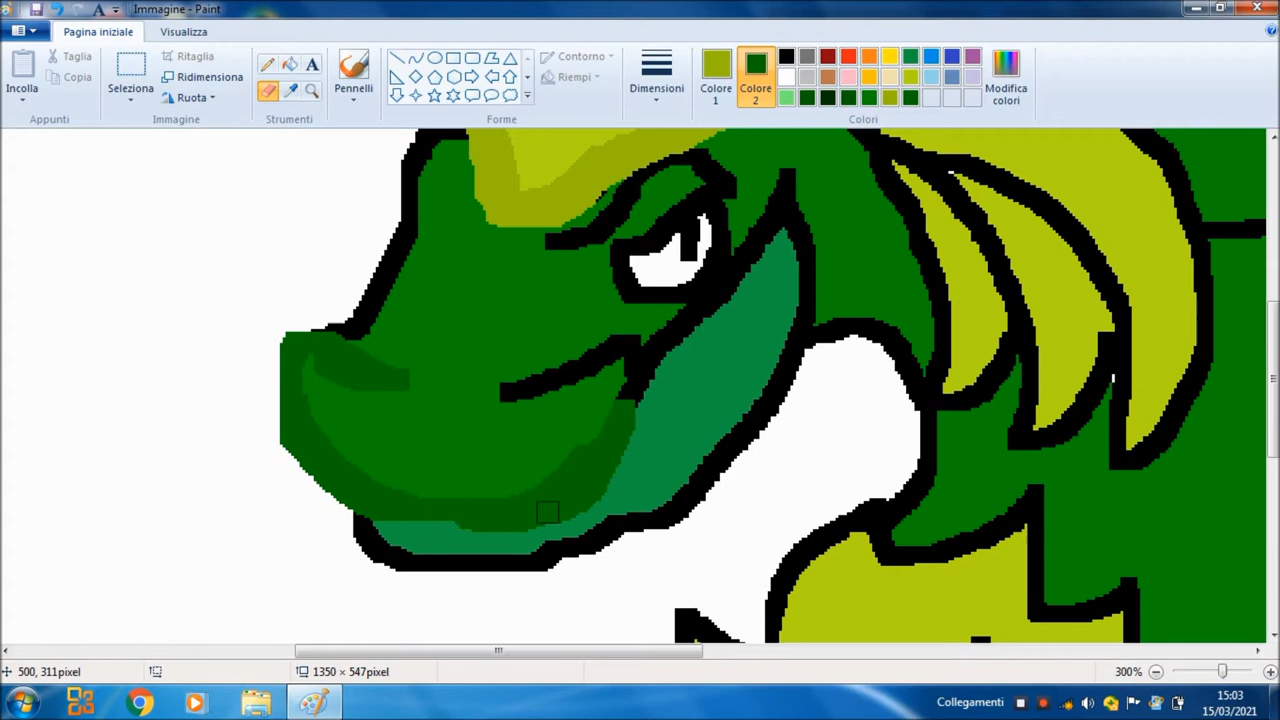 Immagine - Paint
Pagina iniziale
Visualizza
Incolla
Taglia
Copia
Appunti
Seleziona
Ritaglia
Ridimensiona
Ruota
Immagine
A
Strumenti
Pennelli
Contorno
Riempi
Forme
Dimensioni
Colore 1
Colore 2
Modifica colori
Colori
500, 311pixel
1350 × 547pixel
300%
Collegamenti
15:03
15/03/2021